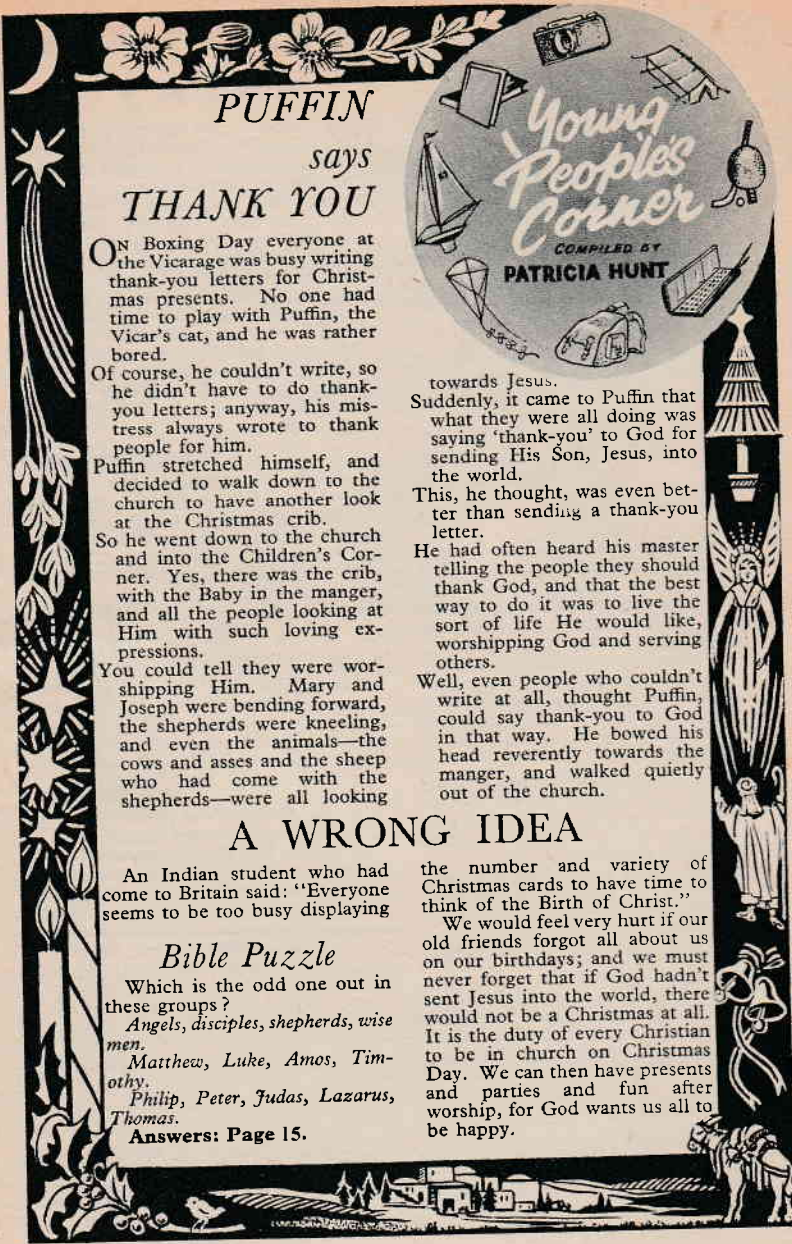 PUFFIN
says
THANK YOU
ON Boxing Day everyone at
the Vicarage was busy writing
thank-you letters for Christ-
mas presents. No one had
time to play with Puffin, the
Vicar's cat, and he was rather
bored.
Of course, he couldn't write, so
he didn't have to do thank-
you letters; anyway, his mis-
tress always wrote to thank
people for him.
Puffin stretched himself, and
decided to walk down to the
church to have another look
at the Christmas crib.
So he went down to the church
and into the Children's Cor-
ner. Yes, there was the crib,
with the Baby in the manger,
and all the people looking at
Him with such loving ex-
pressions.
You could tell they were wor-
shipping Him. Mary and
Joseph were bending forward,
the shepherds were kneeling,
and even the animals—the
cows and asses and the sheep
who had come with the
shepherds—were all looking
Young
People's
Corner
COMPILED BY
PATRICIA HUNT
towards Jesus.
Suddenly, it came to Puffin that
what they were all doing was
saying 'thank-you' to God for
sending His Son, Jesus, into
the world.
This, he thought, was even bet-
ter than sending a thank-you
letter.
He had often heard his master
telling the people they should
thank God, and that the best
way to do it was to live the
sort of life He would like,
worshipping God and serving
others.
Well, even people who couldn't
write at all, thought Puffin,
could say thank-you to God
in that way. He bowed his
head reverently towards the
manger, and walked quietly
out of the church.
A WRONG IDEA
An Indian student who had
come to Britain said: "Everyone
seems to be too busy displaying
the number and variety of
Christmas cards to have time to
think of the Birth of Christ."
We would feel very hurt if our
old friends forgot all about us
on our birthdays; and we must
never forget that if God hadn't
sent Jesus into the world, there
would not be a Christmas at all.
It is the duty of every Christian
to be in church on Christmas
Day. We can then have presents
and parties and fun after
worship, for God wants us all to
be happy.
Bible Puzzle
Which is the odd one out in
these groups?
Angels, disciples, shepherds, wise
men.
Matthew, Luke, Amos, Tim-
othy.
Philip, Peter, Judas, Lazarus,
Thomas.
Answers: Page 15.